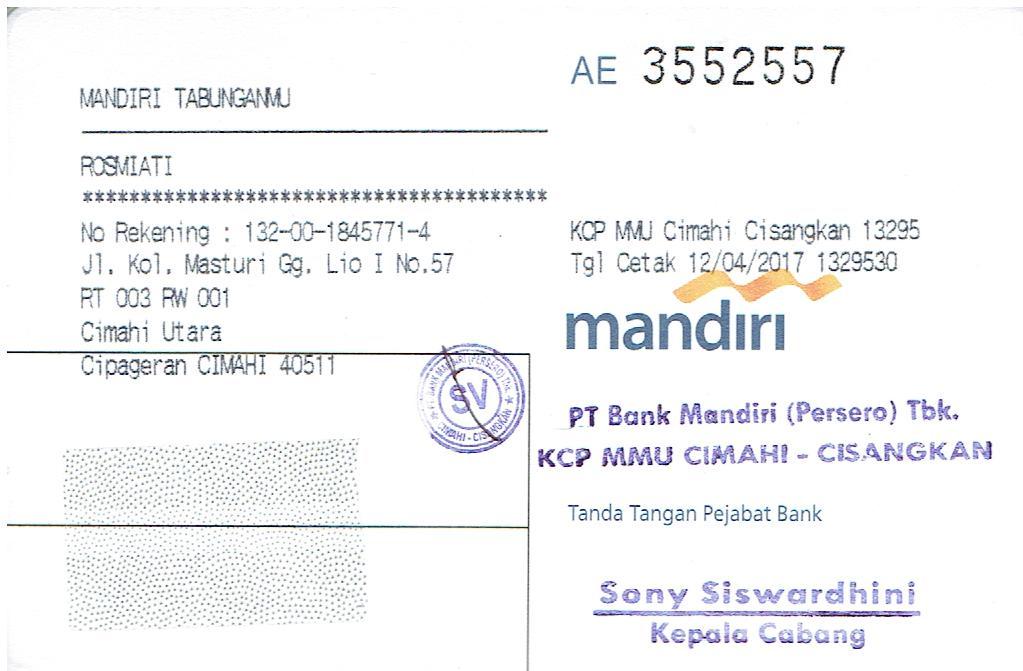 AE 3552557
MANDIRI TABUNGANMU
ROSMIATI
****************************************
No Rekening : 132-00-1845771-4
Jl. Kol. Masturi Gg. Lio I No.57
RT 003 RW 001
Cimahi Utara
Cipageran CIMAHI 40511
KCP MMU Cimahi Cisangkan 13295
Tgl Cetak 12/04/2017 1329530
mandiri
PT BANK MANDIRI (PERSERO) Tbk.
SV
CIMAHI - CISANGKAN
PT Bank Mandiri (Persero) Tbk.
KCP MMU CIMAHI - CISANGKAN
Tanda Tangan Pejabat Bank
Sony Siswardhini
Kepala Cabang